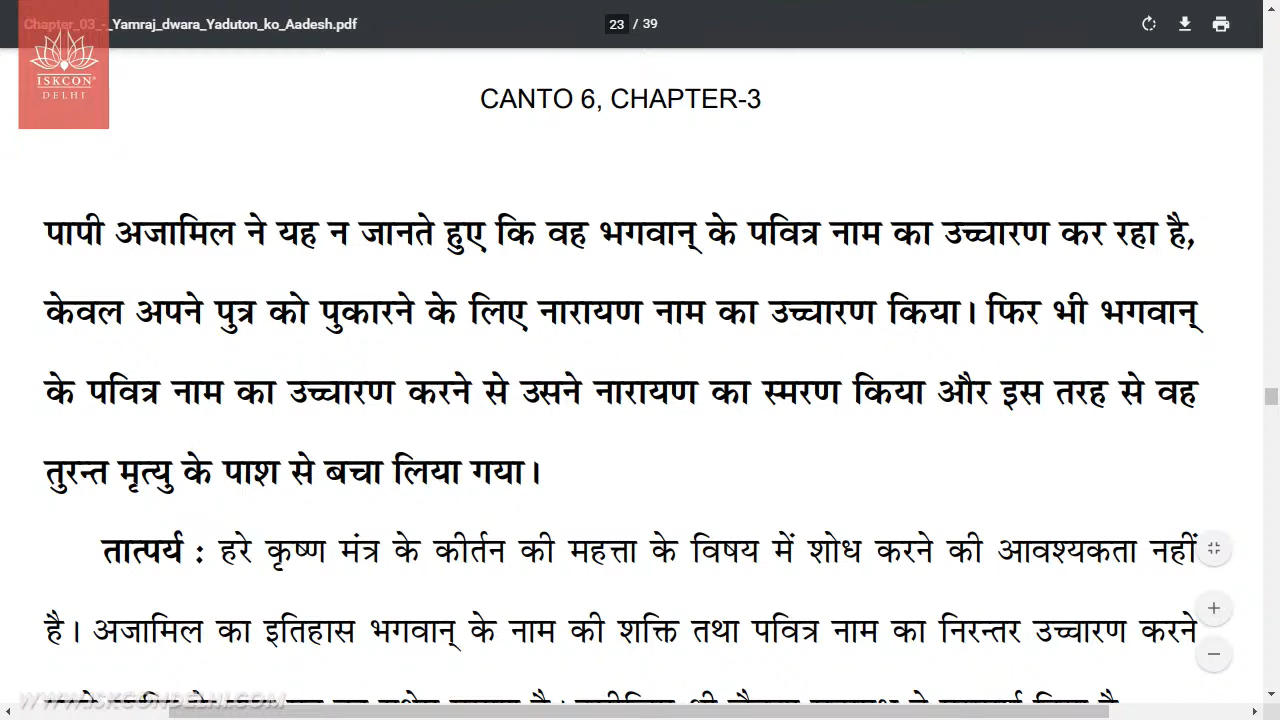 Chapter_03_-_Yamraj_dwara_Yaduton_ko_Aadesh.pdf
23 / 39
ISKCON
DELHI
CANTO 6, CHAPTER-3
पापी अजामिल ने यह न जानते हुए कि वह भगवान् के पवित्र नाम का उच्चारण कर रहा है,
केवल अपने पुत्र को पुकारने के लिए नारायण नाम का उच्चारण किया। फिर भी भगवान्
के पवित्र नाम का उच्चारण करने से उसने नारायण का स्मरण किया और इस तरह से वह
तुरन्त मृत्यु के पाश से बचा लिया गया।
तात्पर्य : हरे कृष्ण मंत्र के कीर्तन की महत्ता के विषय में शोध करने की आवश्यकता नहीं
है। अजामिल का इतिहास भगवान् के नाम की शक्ति तथा पवित्र नाम का निरन्तर उच्चारण करने
WWW.ISKCONDELHI.COM